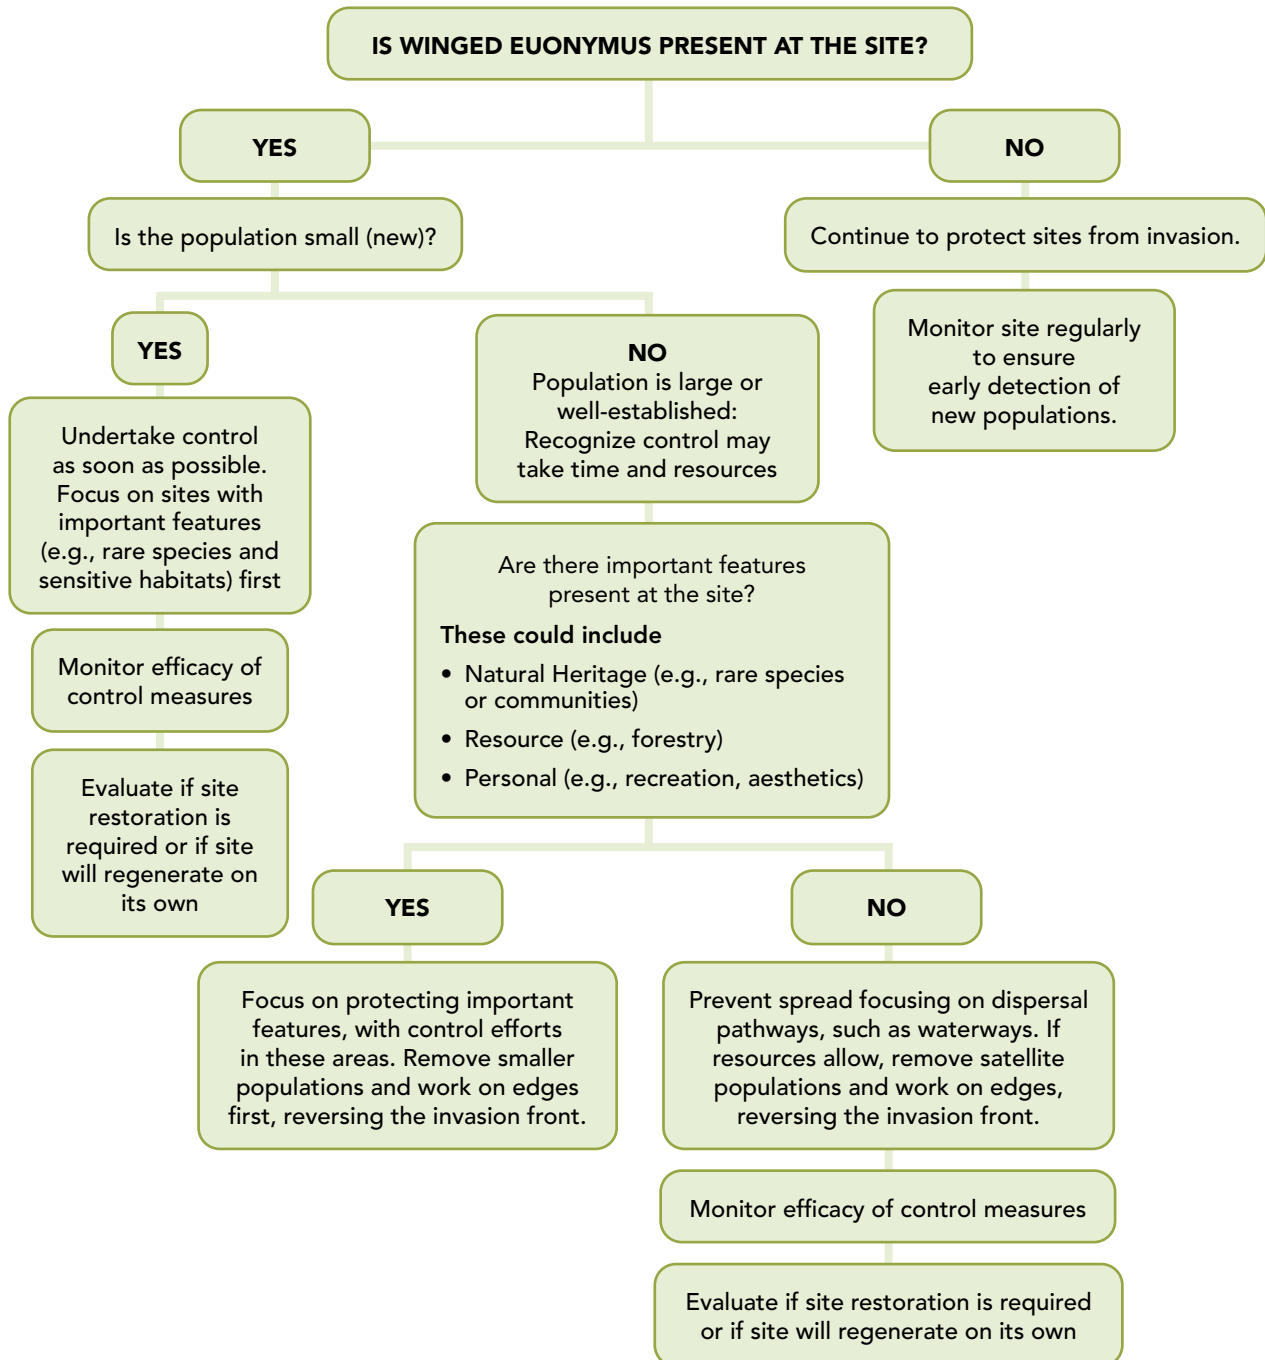 IS WINGED EUONYMUS PRESENT AT THE SITE?
YES
NO
Is the population small (new)?
Continue to protect sites from invasion.
Monitor site regularly
to ensure
early detection of
new populations.
YES
NO
Population is large or
well-established:
Recognize control may
take time and resources
Undertake control
as soon as possible.
Focus on sites with
important features
(e.g., rare species and
sensitive habitats) first
Monitor efficacy of
control measures
Evaluate if site
restoration is
required or if site
will regenerate on
its own
Are there important features
present at the site?
These could include
• Natural Heritage (e.g., rare species
or communities)
• Resource (e.g., forestry)
• Personal (e.g., recreation, aesthetics)
YES
NO
Focus on protecting important
features, with control efforts
in these areas. Remove smaller
populations and work on edges
first, reversing the invasion front.
Prevent spread focusing on dispersal
pathways, such as waterways. If
resources allow, remove satellite
populations and work on edges,
reversing the invasion front.
Monitor efficacy of control measures
Evaluate if site restoration is required
or if site will regenerate on its own